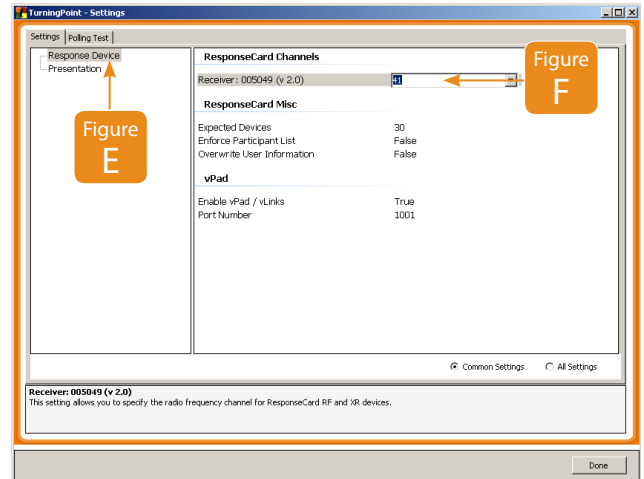 TurningPoint - Settings
Settings Polling Test
Response Device
Presentation
Figure
E
ResponseCard Channels
Receiver: 005049 (v 2.0) 41
Figure
F
ResponseCard Misc
Expected Devices 30
Enforce Participant List False
Overwrite User Information False
vPad
Enable vPad / vLinks True
Port Number 1001
Common Settings All Settings
Receiver: 005049 (v 2.0)
This setting allows you to specify the radio frequency channel for ResponseCard RF and XR devices.
Done